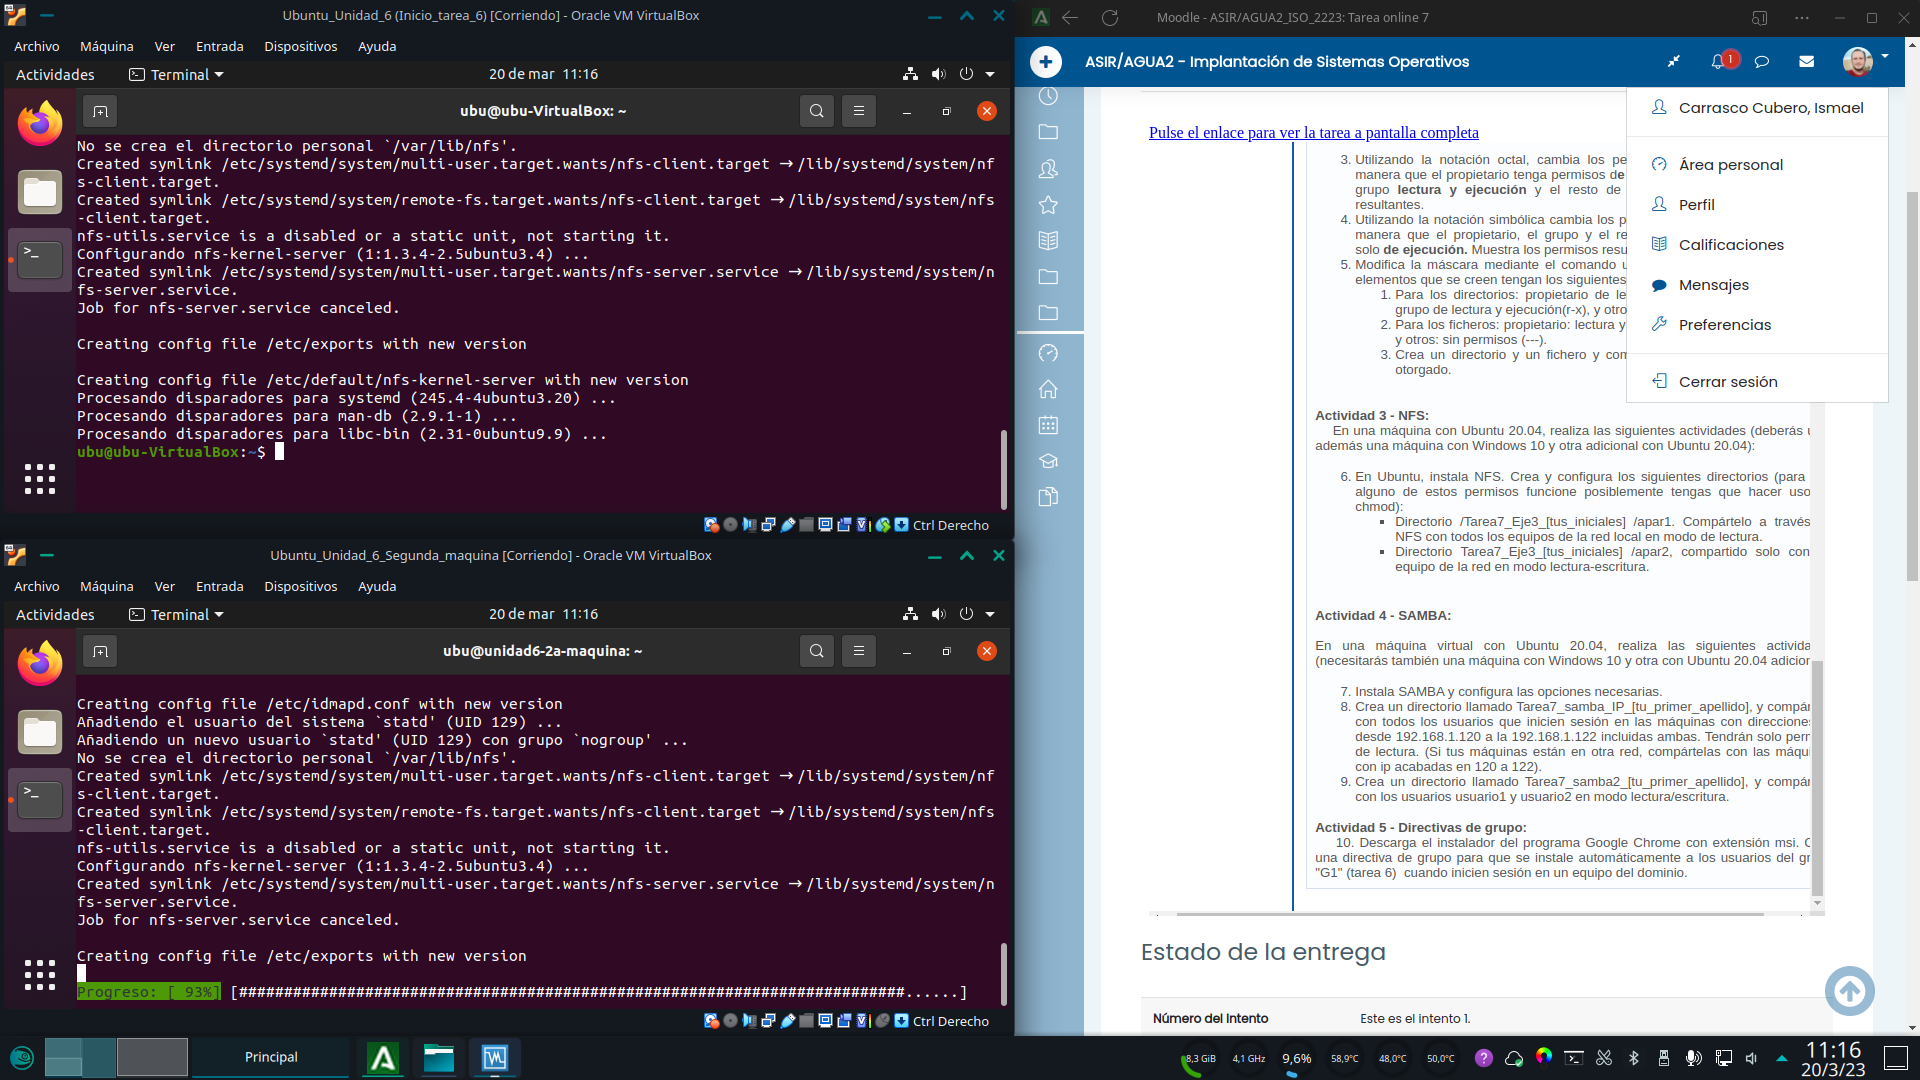 Ubuntu_Unidad_6 (Inicio_tarea_6) [Corriendo] - Oracle VM VirtualBox
Archivo Máquina Ver Entrada Dispositivos Ayuda
Actividades Terminal 20 de mar 11:16
ubu@ubu-VirtualBox: ~
No se crea el directorio personal `/var/lib/nfs'.
Created symlink /etc/systemd/system/multi-user.target.wants/nfs-client.target → /lib/systemd/system/nf
s-client.target.
Created symlink /etc/systemd/system/remote-fs.target.wants/nfs-client.target → /lib/systemd/system/nfs
-client.target.
nfs-utils.service is a disabled or a static unit, not starting it.
Configurando nfs-kernel-server (1:1.3.4-2.5ubuntu3.4) ...
Created symlink /etc/systemd/system/multi-user.target.wants/nfs-server.service → /lib/systemd/system/n
fs-server.service.
Job for nfs-server.service canceled.
Creating config file /etc/exports with new version
Creating config file /etc/default/nfs-kernel-server with new version
Procesando disparadores para systemd (245.4-4ubuntu3.20) ...
Procesando disparadores para man-db (2.9.1-1) ...
Procesando disparadores para libc-bin (2.31-0ubuntu9.9) ...
ubu@ubu-VirtualBox:~$
Ctrl Derecho
Ubuntu_Unidad_6_Segunda_maquina [Corriendo] - Oracle VM VirtualBox
Archivo Máquina Ver Entrada Dispositivos Ayuda
Actividades Terminal 20 de mar 11:16
ubu@unidad6-2a-maquina: ~
Creating config file /etc/idmapd.conf with new version
Añadiendo el usuario del sistema `statd' (UID 129) ...
Añadiendo un nuevo usuario `statd' (UID 129) con grupo `nogroup' ...
No se crea el directorio personal `/var/lib/nfs'.
Created symlink /etc/systemd/system/multi-user.target.wants/nfs-client.target → /lib/systemd/system/nf
s-client.target.
Created symlink /etc/systemd/system/remote-fs.target.wants/nfs-client.target → /lib/systemd/system/nfs
-client.target.
nfs-utils.service is a disabled or a static unit, not starting it.
Configurando nfs-kernel-server (1:1.3.4-2.5ubuntu3.4) ...
Created symlink /etc/systemd/system/multi-user.target.wants/nfs-server.service → /lib/systemd/system/n
fs-server.service.
Job for nfs-server.service canceled.
Creating config file /etc/exports with new version
Progreso: [ 93%] [##########################################################################......]
Ctrl Derecho
Moodle - ASIR/AGUA2_ISO_2223: Tarea online 7
ASIR/AGUA2 - Implantación de Sistemas Operativos 1
Carrasco Cubero, Ismael
Área personal
Perfil
Calificaciones
Mensajes
Preferencias
Cerrar sesión
Pulse el enlace para ver la tarea a pantalla completa
3. Utilizando la notación octal, cambia los pe
manera que el propietario tenga permisos de
grupo lectura y ejecución y el resto de
resultantes.
4. Utilizando la notación simbólica cambia los p
manera que el propietario, el grupo y el re
solo de ejecución. Muestra los permisos resu
5. Modifica la máscara mediante el comando u
elementos que se creen tengan los siguientes
1. Para los directorios: propietario de le
grupo de lectura y ejecución(r-x), y otro
2. Para los ficheros: propietario: lectura y
y otros: sin permisos (---).
3. Crea un directorio y un fichero y com
otorgado.
Actividad 3 - NFS:
En una máquina con Ubuntu 20.04, realiza las siguientes actividades (deberás u
además una máquina con Windows 10 y otra adicional con Ubuntu 20.04):
6. En Ubuntu, instala NFS. Crea y configura los siguientes directorios (para
alguno de estos permisos funcione posiblemente tengas que hacer uso
chmod):
▪ Directorio /Tarea7_Eje3_[tus_iniciales] /apar1. Compártelo a través
NFS con todos los equipos de la red local en modo de lectura.
▪ Directorio Tarea7_Eje3_[tus_iniciales] /apar2, compartido solo con
equipo de la red en modo lectura-escritura.
Actividad 4 - SAMBA:
En una máquina virtual con Ubuntu 20.04, realiza las siguientes activida
(necesitarás también una máquina con Windows 10 y otra con Ubuntu 20.04 adicior
7. Instala SAMBA y configura las opciones necesarias.
8. Crea un directorio llamado Tarea7_samba_IP_[tu_primer_apellido], y compár
con todos los usuarios que inicien sesión en las máquinas con direccione
desde 192.168.1.120 a la 192.168.1.122 incluidas ambas. Tendrán solo perr
de lectura. (Si tus máquinas están en otra red, compártelas con las máqu
con ip acabadas en 120 a 122).
9. Crea un directorio llamado Tarea7_samba2_[tu_primer_apellido], y compár
con los usuarios usuario1 y usuario2 en modo lectura/escritura.
Actividad 5 - Directivas de grupo:
10. Descarga el instalador del programa Google Chrome con extensión msi. C
una directiva de grupo para que se instale automáticamente a los usuarios del gr
"G1" (tarea 6) cuando inicien sesión en un equipo del dominio.
Estado de la entrega
Número del Intento Este es el intento 1.
Principal
8,3 GiB 4,1 GHz 9,6% 58,9°C 48,0°C 50,0°C
11:16
20/3/23